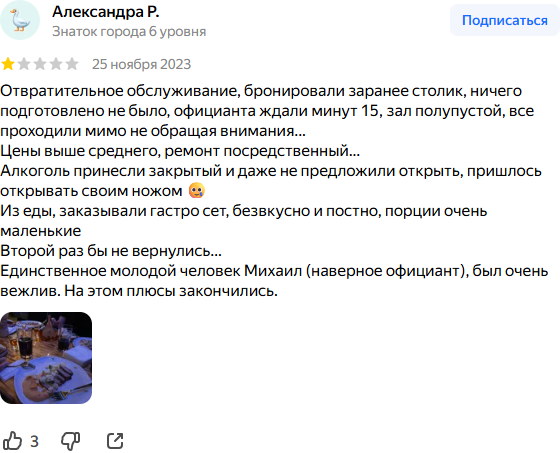 Александра Р.
Подписаться
Знаток города 6 уровня
25 ноября 2023
Отвратительное обслуживание, бронировали заранее столик, ничего
подготовлено не было, официанта ждали минут 15, зал полупустой, все
проходили мимо не обращая внимания...
Цены выше среднего, ремонт посредственный...
Алкоголь принесли закрытый и даже не предложили открыть, пришлось
открывать своим ножом 🤬
Из еды, заказывали гастро сет, безвкусно и постно, порции очень
маленькие
Второй раз бы не вернулись...
Единственное молодой человек Михаил (наверное официант), был очень
вежлив. На этом плюсы закончились.
3